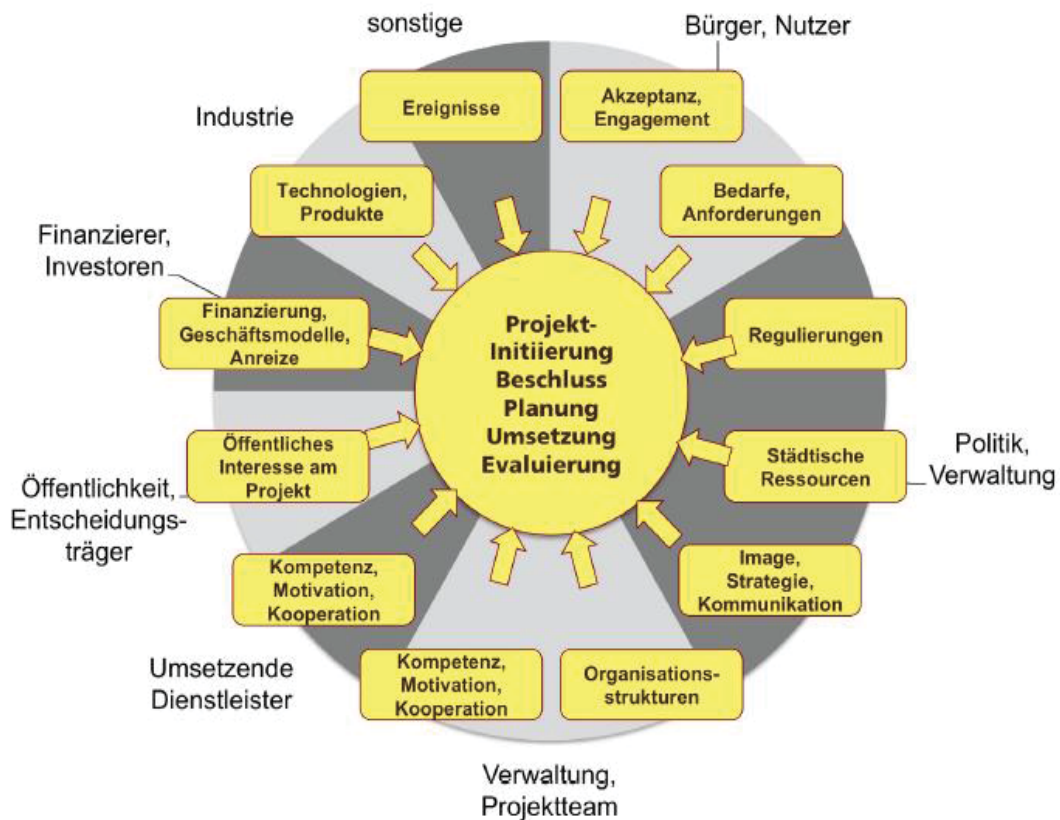 sonstige
Bürger, Nutzer
Ereignisse
Akzeptanz,
Engagement
Industrie
Technologien,
Produkte
Bedarfe,
Anforderungen
Finanzierer,
Investoren
Finanzierung,
Geschäftsmodelle,
Anreize
Projekt-
Initiierung
Beschluss
Planung
Umsetzung
Evaluierung
Regulierungen
Öffentliches
Interesse am
Projekt
Städtische
Ressourcen
Politik,
Verwaltung
Öffentlichkeit,
Entscheidungs-
träger
Kompetenz,
Motivation,
Kooperation
Image,
Strategie,
Kommunikation
Umsetzende
Dienstleister
Kompetenz,
Motivation,
Kooperation
Organisations-
strukturen
Verwaltung,
Projektteam